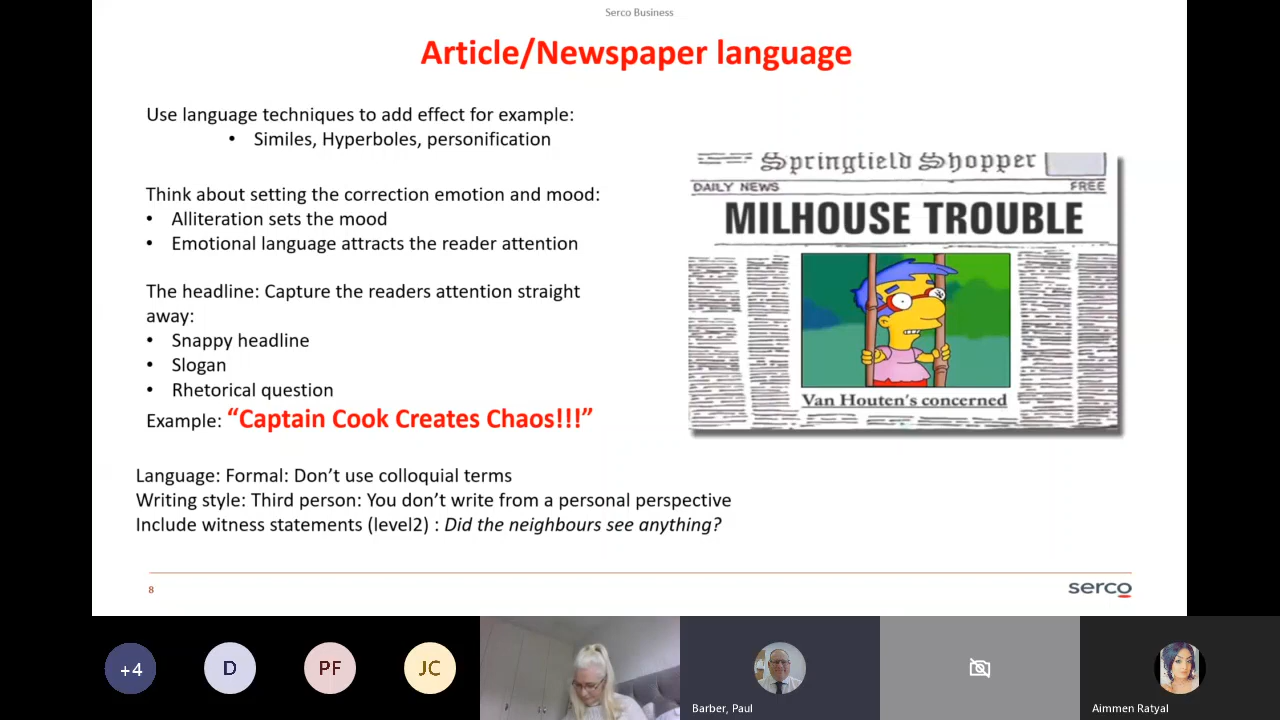 Serco Business
Article/Newspaper language
Use language techniques to add effect for example:
• Similes, Hyperboles, personification
Think about setting the correction emotion and mood:
• Alliteration sets the mood
• Emotional language attracts the reader attention
The headline: Capture the readers attention straight
away:
• Snappy headline
• Slogan
• Rhetorical question
Example: “Captain Cook Creates Chaos!!!”
Language: Formal: Don’t use colloquial terms
Writing style: Third person: You don’t write from a personal perspective
Include witness statements (level2) : Did the neighbours see anything?
Springfield Shopper
DAILY NEWS FREE
MILHOUSE TROUBLE
Van Houten's concerned
8
serco
+4
D
PF
JC
Barber, Paul
Aimmen Ratyal